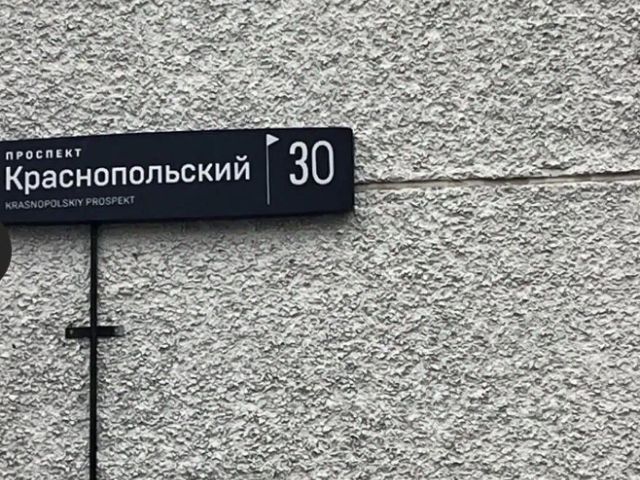 ПРОСПЕКТ
Краснопольский
KRASNOPOLSKIY PROSPEKT
30